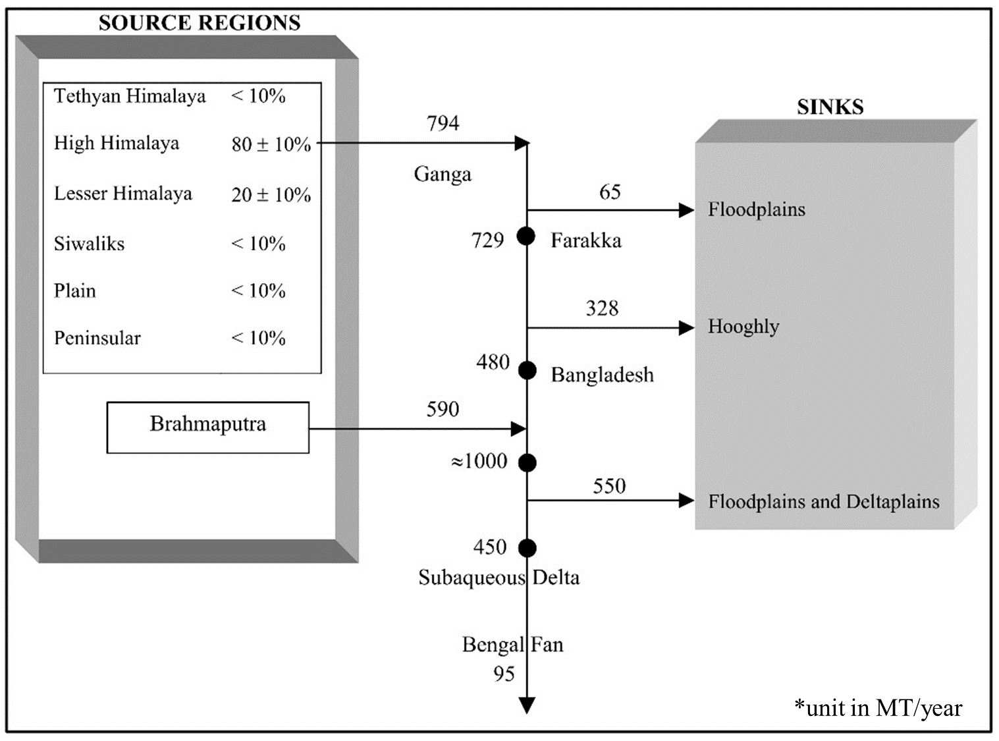 SOURCE REGIONS
Tethyan Himalaya < 10%
High Himalaya 80 ± 10%
Lesser Himalaya 20 ± 10%
Siwaliks < 10%
Plain < 10%
Peninsular < 10%
Brahmaputra
794
Ganga
729
Farakka
480
Bangladesh
590
≈1000
450
Subaqueous Delta
Bengal Fan
95
SINKS
65
Floodplains
328
Hooghly
550
Floodplains and Deltaplains
*unit in MT/year